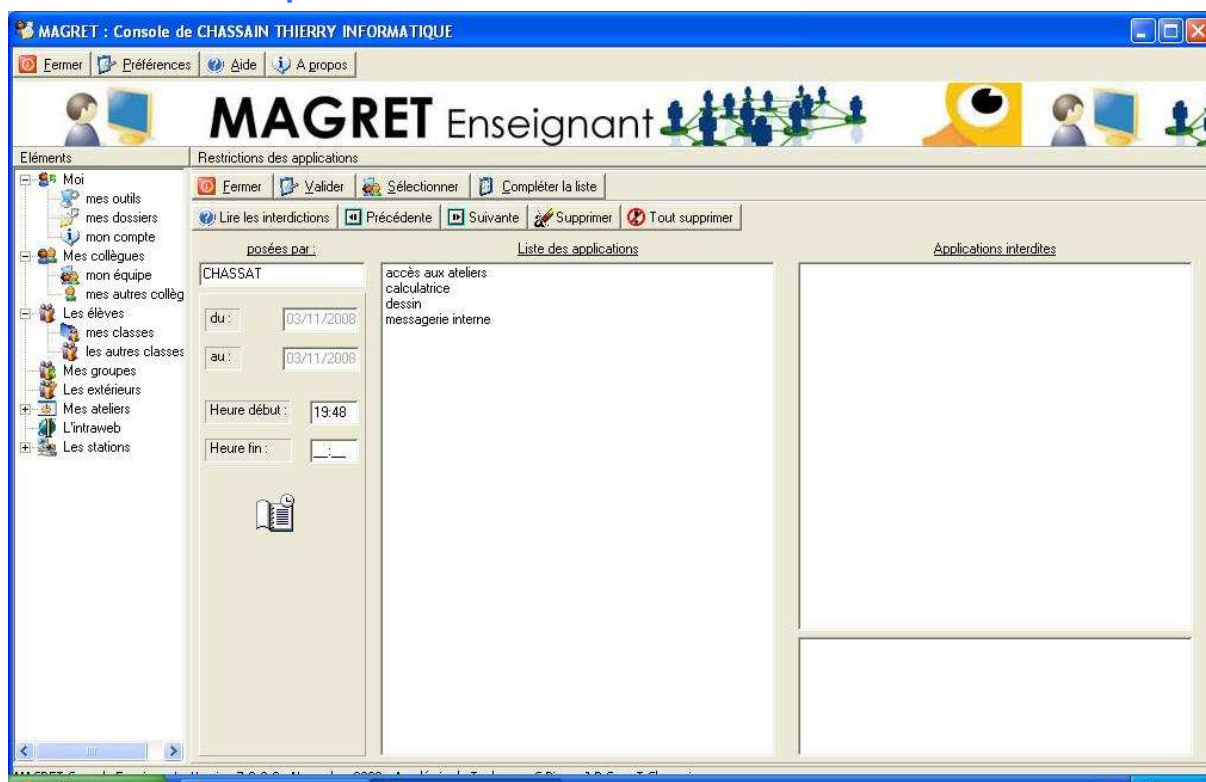 MAGRET : Console de CHASSAIN THIERRY INFORMATIQUE
Fermer Préférences Aide A propos
MAGRET Enseignant
Eléments
Restrictions des applications
Moi
mes outils
mes dossiers
mon compte
Mes collègues
mon équipe
mes autres collèg
Les élèves
mes classes
les autres classes
Mes groupes
Les extérieurs
Mes ateliers
L'intraweb
Les stations
Fermer Valider Sélectionner Compléter la liste
Lire les interdictions Précédente Suivante Supprimer Tout supprimer
posées par :
CHASSAT
du : 03/11/2008
au : 03/11/2008
Heure début : 19:48
Heure fin : __:__
Liste des applications
accès aux ateliers
calculatrice
dessin
messagerie interne
Applications interdites